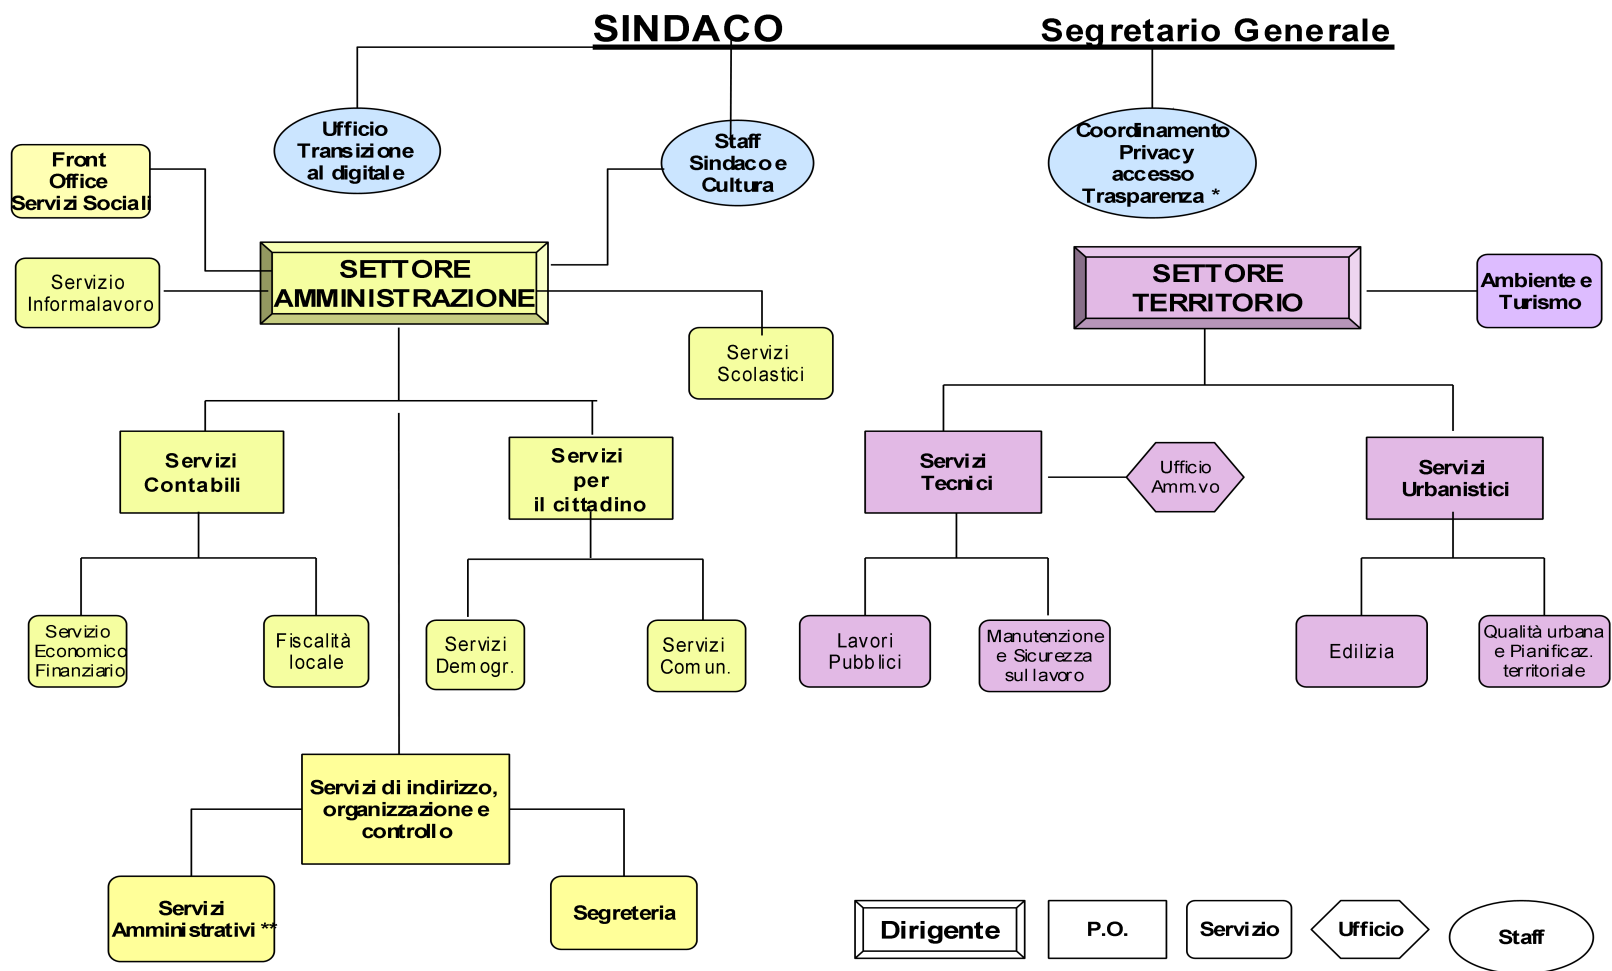 SINDACO
Segretario Generale
Ufficio
Transizione
al digitale
Staff
Sindaco e
Cultura
Coordinamento
Privacy
accesso
Trasparenza *
Front
Office
Servizi Sociali
Servizio
Informalavoro
SETTORE
AMMINISTRAZIONE
Servizi
Scolastici
SETTORE
TERRITORIO
Ambiente e
Turismo
Servizi
Contabili
Servizi
per
il cittadino
Servizi
Tecnici
Ufficio
Amm.vo
Servizi
Urbanistici
Servizio
Economico
Finanziario
Fiscalità
locale
Servizi
Demogr.
Servizi
Comun.
Lavori
Pubblici
Manutenzione
e Sicurezza
sul lavoro
Edilizia
Qualità urbana
e Pianificaz.
territoriale
Servizi di indirizzo,
organizzazione e
controllo
Servizi
Amministrativi **
Segreteria
Dirigente
P.O.
Servizio
Ufficio
Staff